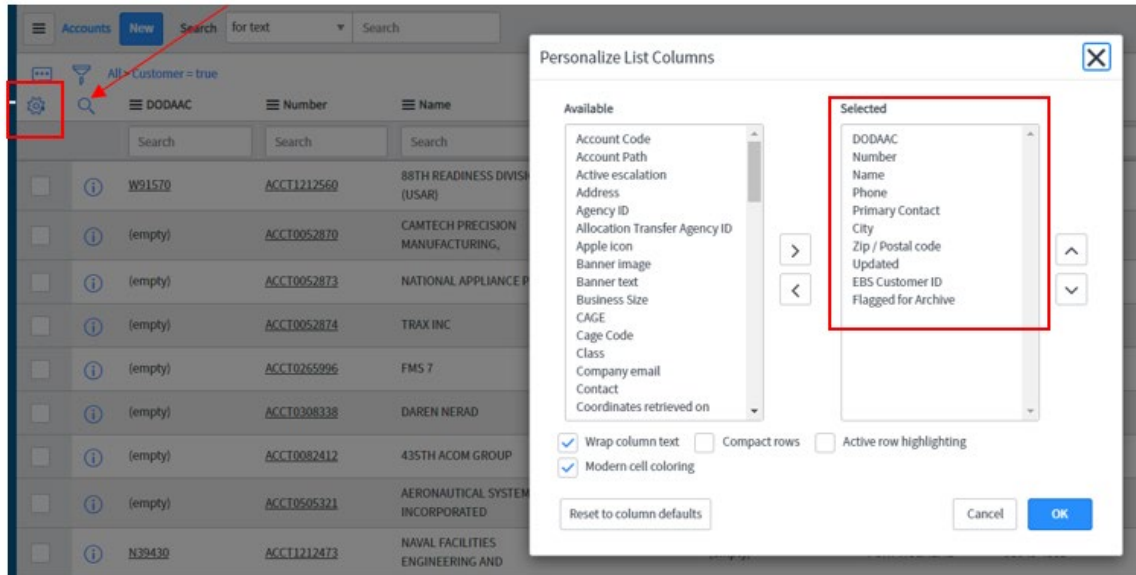 Accounts New Search for text Search
All > Customer = true
DODAAC Number Name
Search Search Search
W91570 ACCT1212560 88TH READINESS DIVISI
(USAR)
(empty) ACCT0052870 CAMTECH PRECISION
MANUFACTURING,
(empty) ACCT0052873 NATIONAL APPLIANCE P
(empty) ACCT0052874 TRAX INC
(empty) ACCT0265996 FMS 7
(empty) ACCT0308338 DAREN NERAD
(empty) ACCT0082412 435TH ACOM GROUP
(empty) ACCT0505321 AERONAUTICAL SYSTEM
INCORPORATED
N39430 ACCT1212473 NAVAL FACILITIES
ENGINEERING AND
Personalize List Columns
Available
Account Code
Account Path
Active escalation
Address
Agency ID
Allocation Transfer Agency ID
Apple icon
Banner image
Banner text
Business Size
CAGE
Cage Code
Class
Company email
Contact
Coordinates retrieved on
Selected
DODAAC
Number
Name
Phone
Primary Contact
City
Zip / Postal code
Updated
EBS Customer ID
Flagged for Archive
Wrap column text Compact rows Active row highlighting
Modern cell coloring
Reset to column defaults Cancel OK